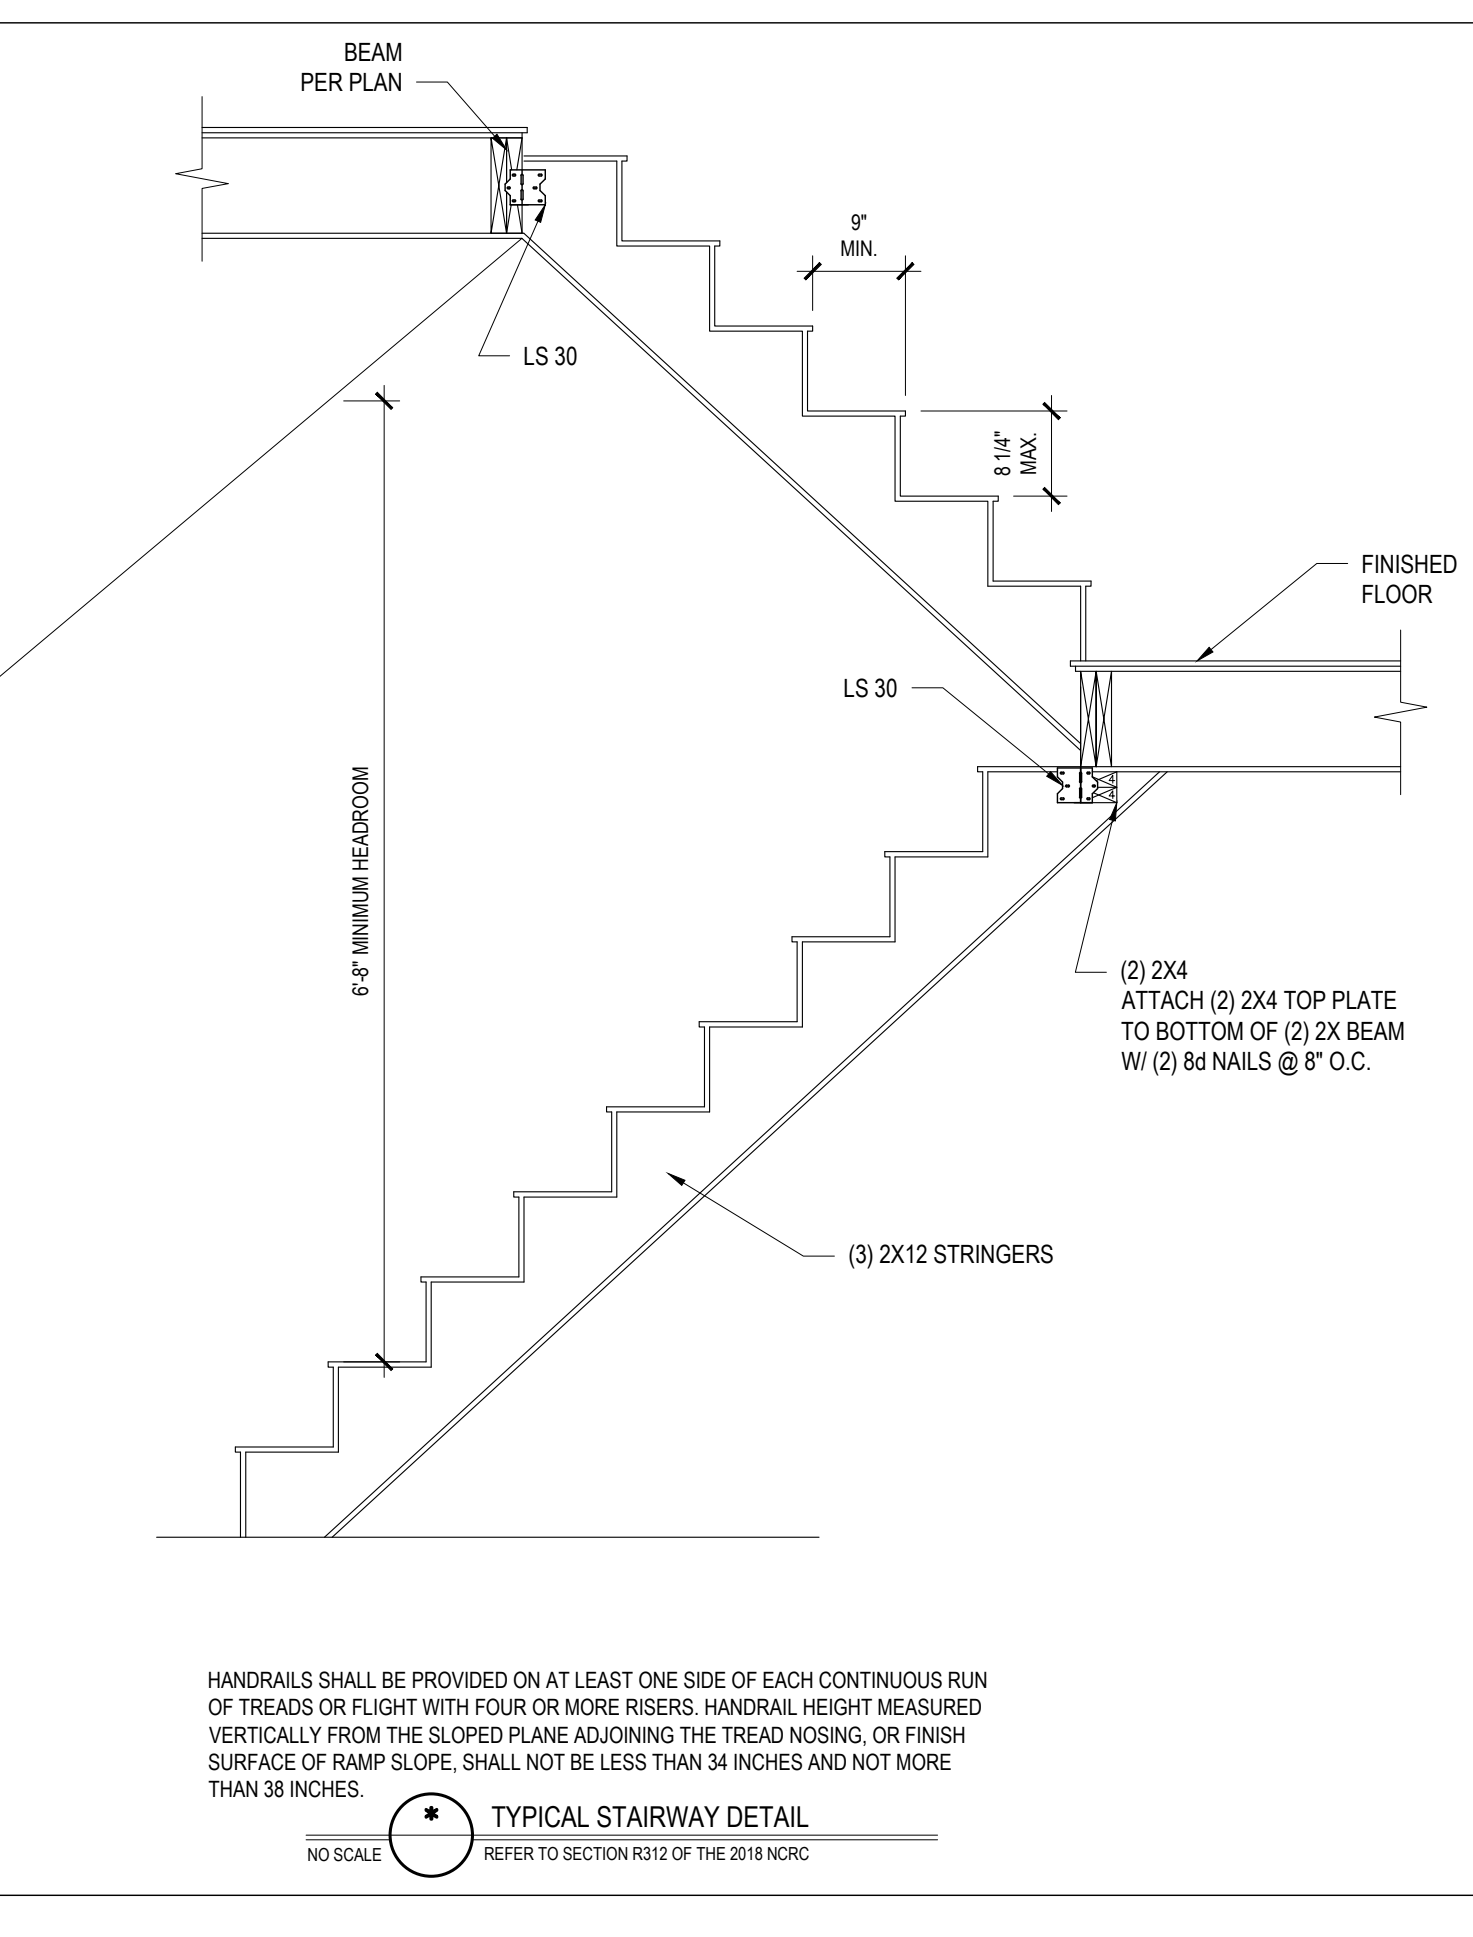 BEAM
PER PLAN
LS 30
9"
MIN.
8 1/4"
MAX.
FINISHED
FLOOR
LS 30
4
4
6'-8" MINIMUM HEADROOM
(2) 2X4
ATTACH (2) 2X4 TOP PLATE
TO BOTTOM OF (2) 2X BEAM
W/ (2) 8d NAILS @ 8" O.C.
(3) 2X12 STRINGERS
HANDRAILS SHALL BE PROVIDED ON AT LEAST ONE SIDE OF EACH CONTINUOUS RUN
OF TREADS OR FLIGHT WITH FOUR OR MORE RISERS. HANDRAIL HEIGHT MEASURED
VERTICALLY FROM THE SLOPED PLANE ADJOINING THE TREAD NOSING, OR FINISH
SURFACE OF RAMP SLOPE, SHALL NOT BE LESS THAN 34 INCHES AND NOT MORE
THAN 38 INCHES.
*
TYPICAL STAIRWAY DETAIL
NO SCALE
REFER TO SECTION R312 OF THE 2018 NCRC